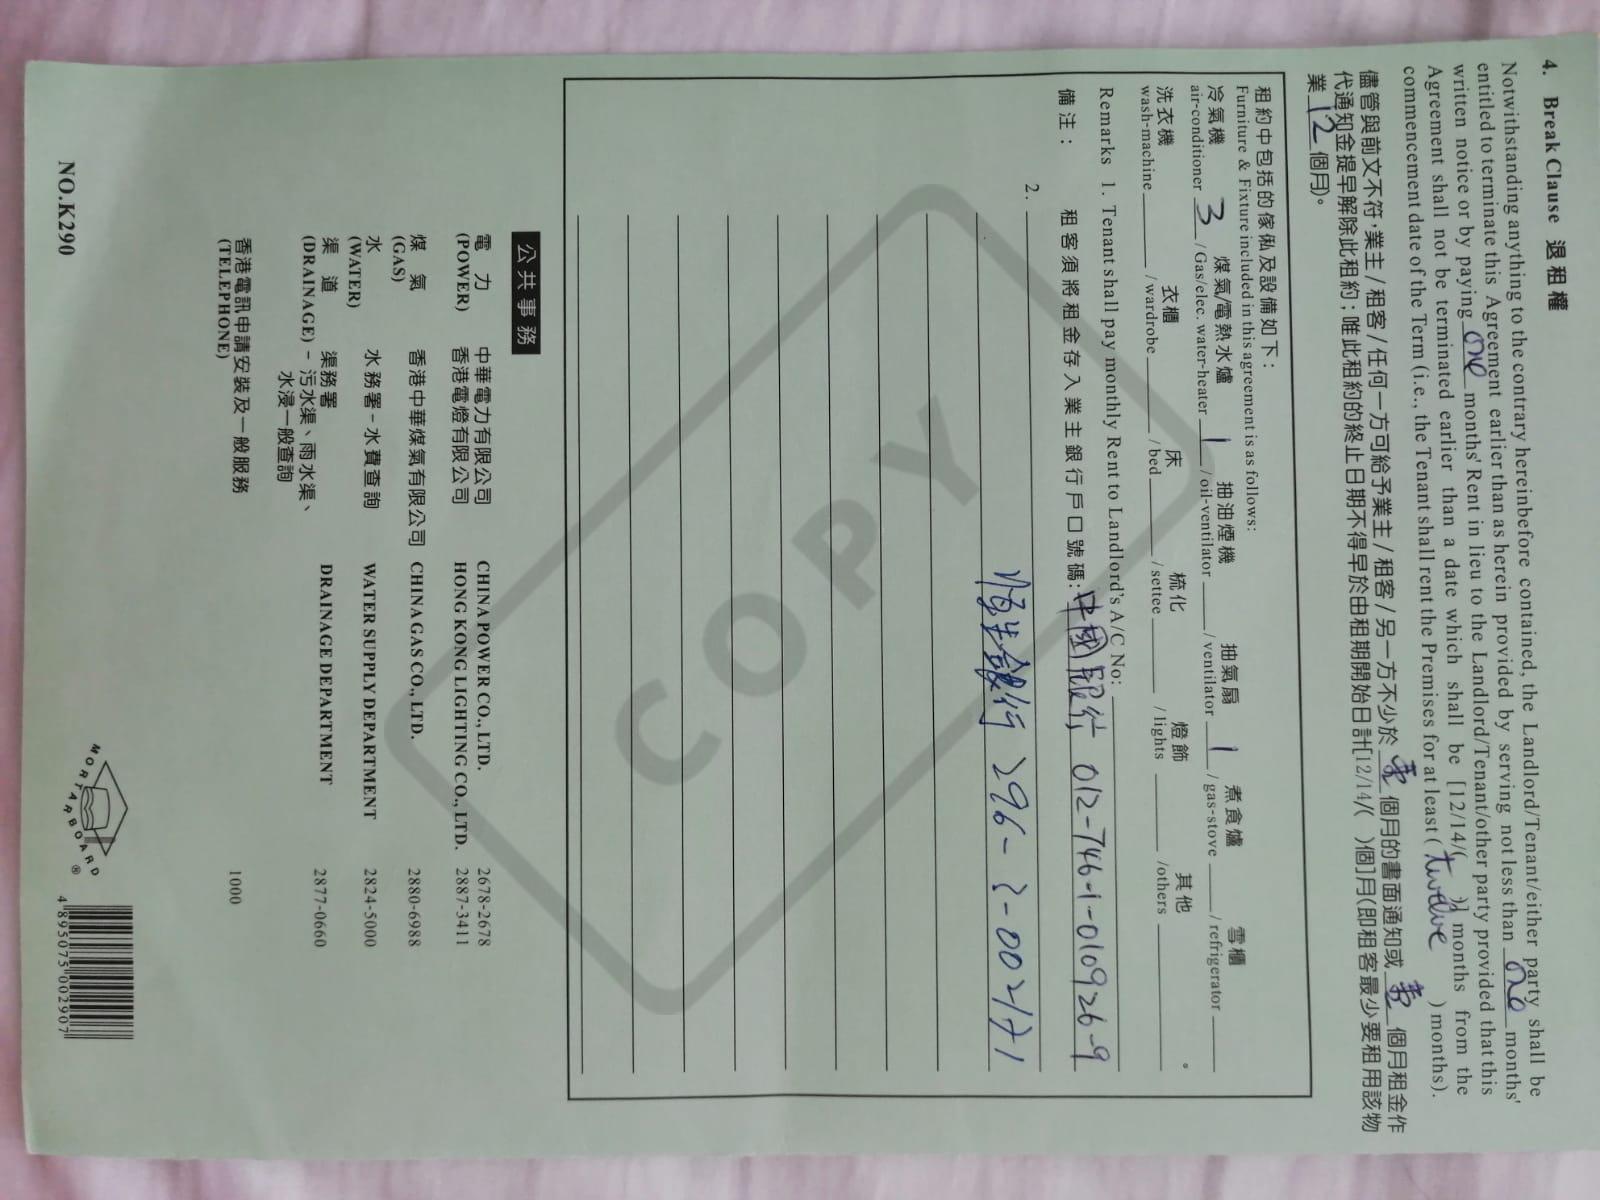 4. Break Clause 退租權
Notwithstanding anything to the contrary hereinbefore contained, the Landlord/Tenant/either party shall be
entitled to terminate this Agreement earlier than as herein provided by serving not less than one months'
written notice or by paying one months' Rent in lieu to the Landlord/Tenant/other party provided that this
Agreement shall not be terminated earlier than a date which shall be [12/14/( )] months from the
commencement date of the Term (i.e., the Tenant shall rent the Premises for at least ( twelve ) months).
儘管與前文不符，業主/租客/任何一方可給予業主/租客/另一方不少於 個月的書面通知或 個月租金作
代通知金提早解除此租約；唯此租約的終止日期不得早於由租期開始日計[12/14/( )個]月(即租客最少要租用該物
業 12 個月)。
租約中包括的傢俬及設備如下：
Furniture & Fixture included in this agreement is as follows:
冷氣機 煤氣/電熱水爐 抽油煙機 抽氣扇 煮食爐 雪櫃
air-conditioner 3 / Gas/elec. water-heater 1 / oil-ventilator / ventilator 1 / gas-stove / refrigerator
洗衣機 衣櫃 床 梳化 燈飾 其他
wash-machine / wardrobe / bed / settee / lights /others 。
Remarks 1. Tenant shall pay monthly Rent to Landlord's A/C No:
備注： 租客須將租金存入業主銀行戶口號碼: 中國銀行 012-746-1-010926-9
2.
恒生銀行 296-2-002171
COPY
公共事務
電力 中華電力有限公司 CHINA POWER CO., LTD. 2678-2678
(POWER) 香港電燈有限公司 HONG KONG LIGHTING CO., LTD. 2887-3411
煤氣 香港中華煤氣有限公司 CHINA GAS CO., LTD. 2880-6988
(GAS)
水 水務署－水費查詢 WATER SUPPLY DEPARTMENT 2824-5000
(WATER)
渠道 渠務署 DRAINAGE DEPARTMENT 2877-0660
(DRAINAGE) －污水渠、雨水渠、
水浸一般查詢
香港電訊申請安裝及一般服務 1000
(TELEPHONE)
NO.K290
MORTARBOARD ®
4 895075 002907